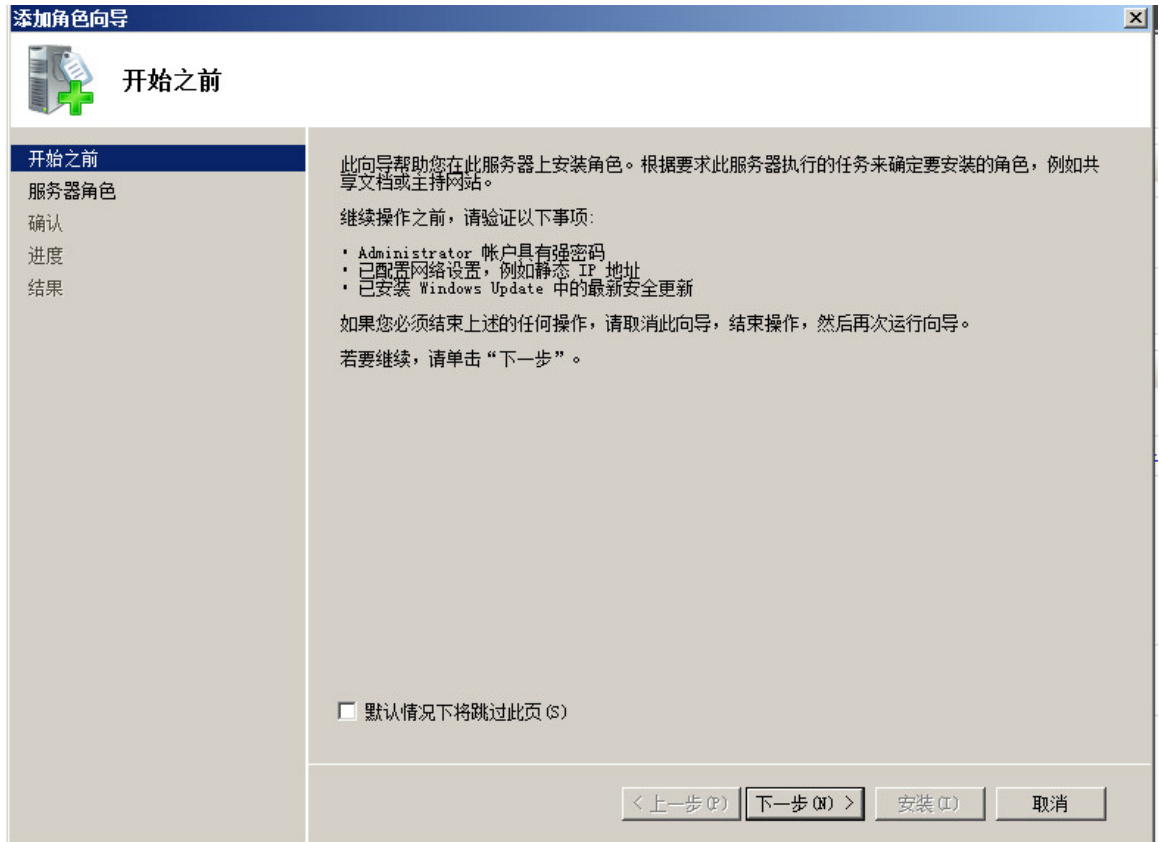 添加角色向导
开始之前
开始之前
服务器角色
确认
进度
结果
此向导帮助您在此服务器上安装角色。根据要求此服务器执行的任务来确定要安装的角色，例如共
享文档或主持网站。
继续操作之前，请验证以下事项:
· Administrator 帐户具有强密码
· 已配置网络设置，例如静态 IP 地址
· 已安装 Windows Update 中的最新安全更新
如果您必须结束上述的任何操作，请取消此向导，结束操作，然后再次运行向导。
若要继续，请单击“下一步”。
默认情况下将跳过此页(S)
< 上一步(P) 下一步(N) > 安装(I) 取消